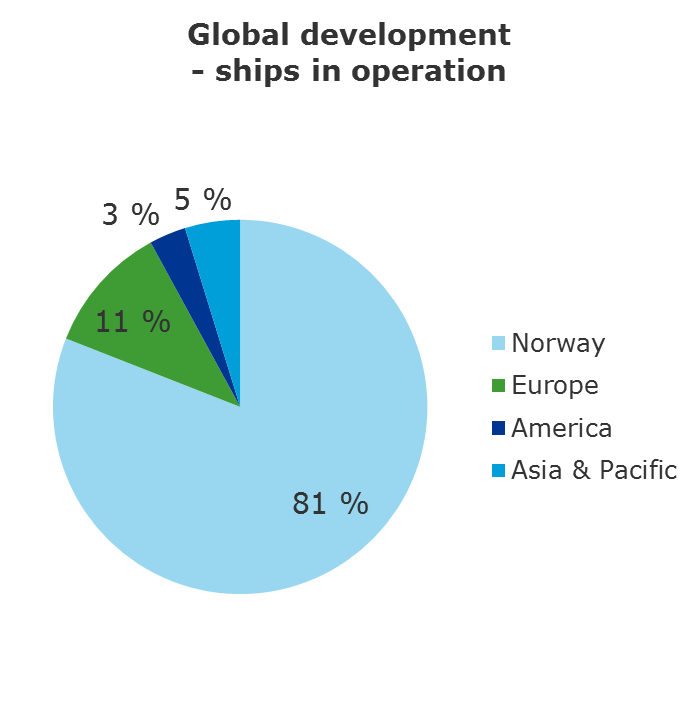 Global development
- ships in operation
5 %
3 %
11 %
81 %
Norway
Europe
America
Asia & Pacific